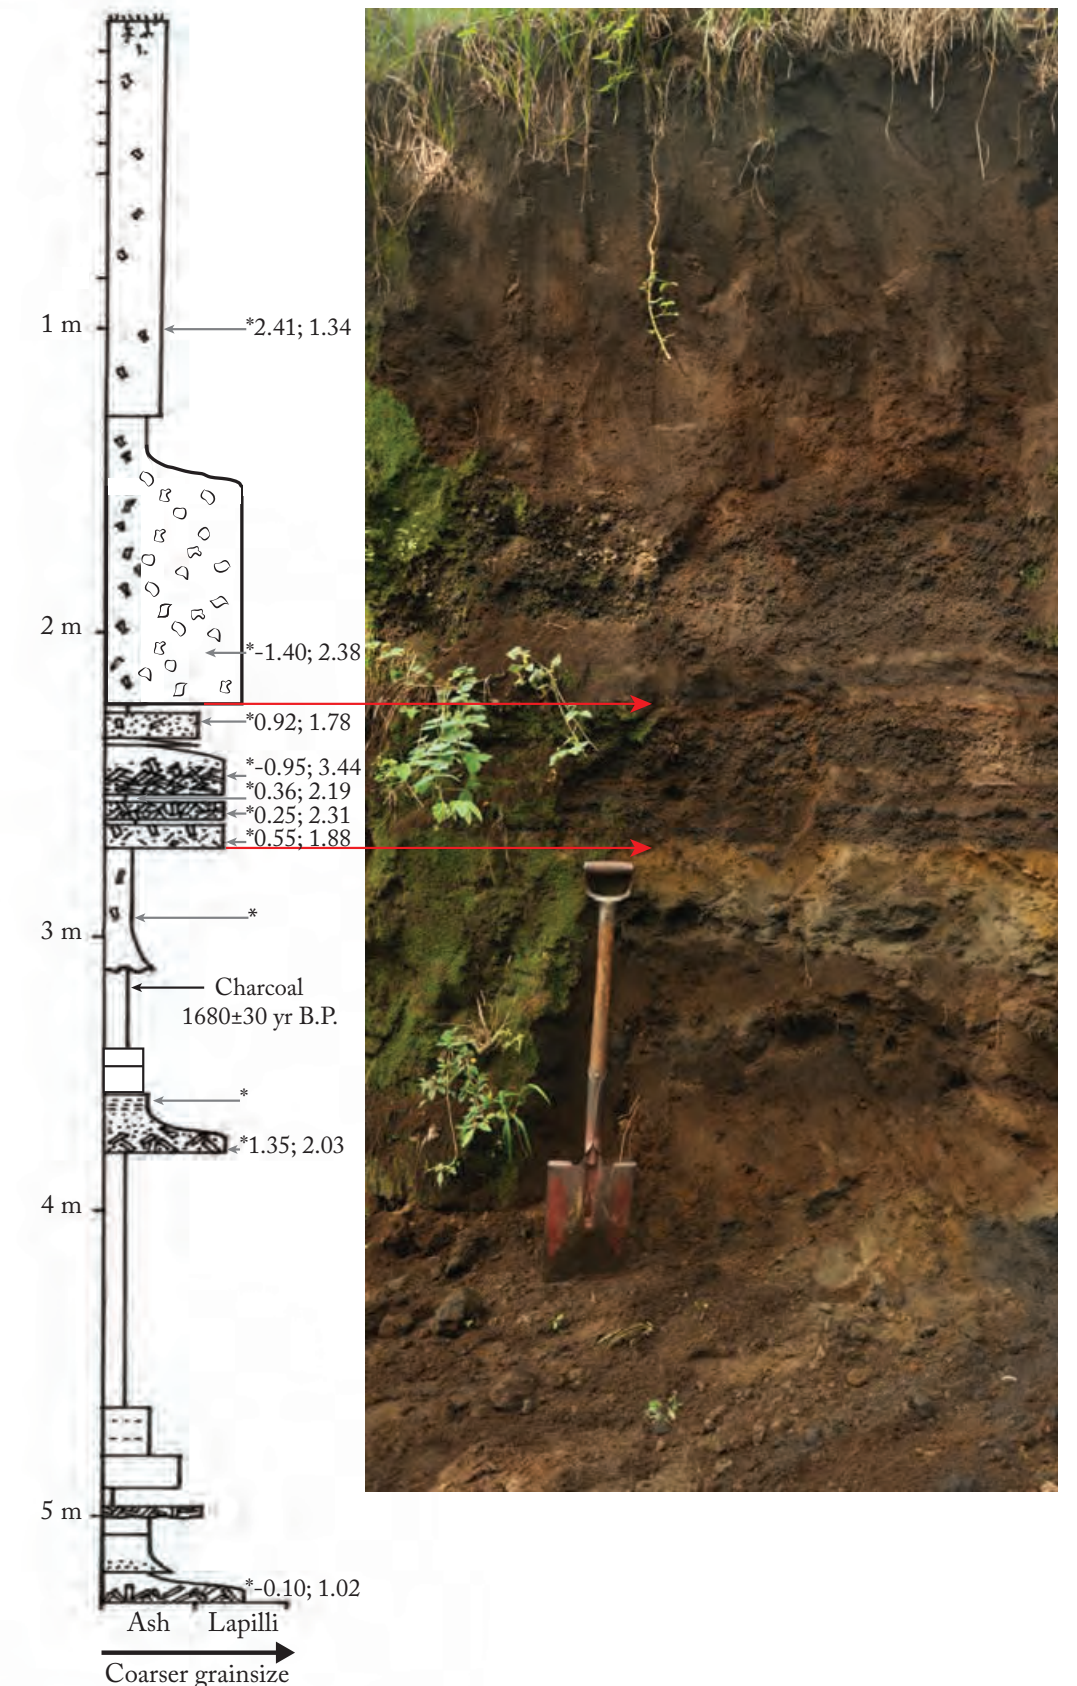 1 m
*2.41; 1.34
2 m
*-1.40; 2.38
*0.92; 1.78
*-0.95; 3.44
*0.36; 2.19
*0.25; 2.31
*0.55; 1.88
*
3 m
Charcoal
1680±30 yr B.P.
*
*1.35; 2.03
4 m
5 m
*-0.10; 1.02
Ash Lapilli
Coarser grainsize